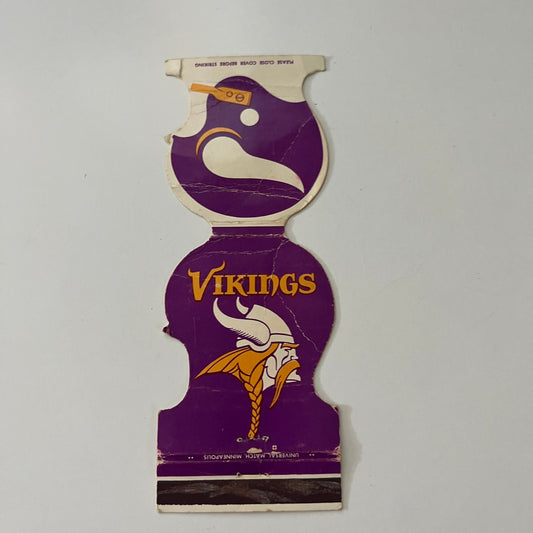 PLEASE CLOSE COVER BEFORE STRIKING
VIKINGS
UNIVERSAL MATCH, MINNEAPOLIS